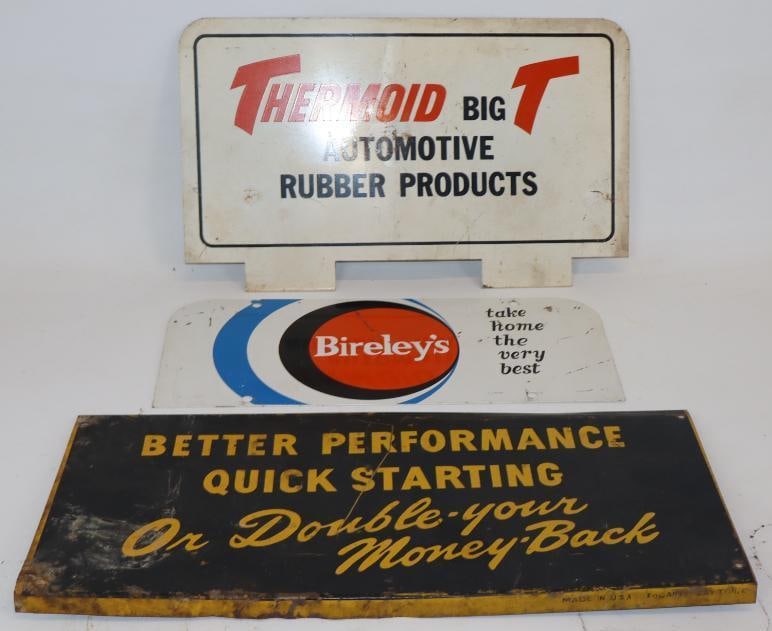 THERMOID BIG T
AUTOMOTIVE
RUBBER PRODUCTS
Bireley's
take
home
the
very
best
BETTER PERFORMANCE
QUICK STARTING
Or Double-your
Money-Back
MADE IN U.S.A.